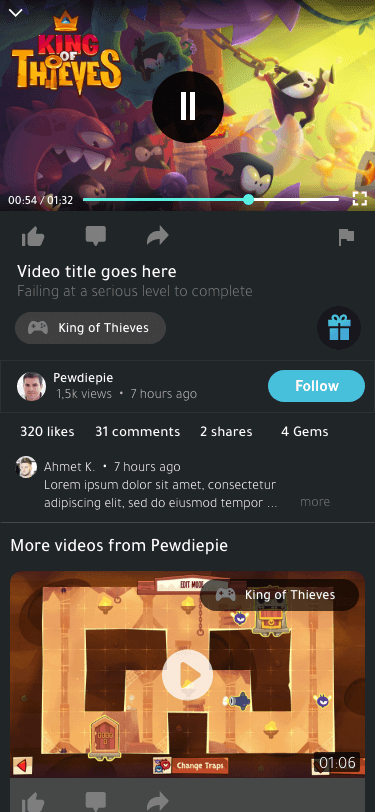 KING
OF
THIEVES
00:54 / 01:32
Video title goes here
Failing at a serious level to complete
King of Thieves
Pewdiepie
1,5k views • 7 hours ago
Follow
320 likes 31 comments 2 shares 4 Gems
Ahmet K. • 7 hours ago
Lorem ipsum dolor sit amet, consectetur
adipiscing elit, sed do eiusmod tempor ...
more
More videos from Pewdiepie
EDIT MODE
King of Thieves
Change Traps
01:06